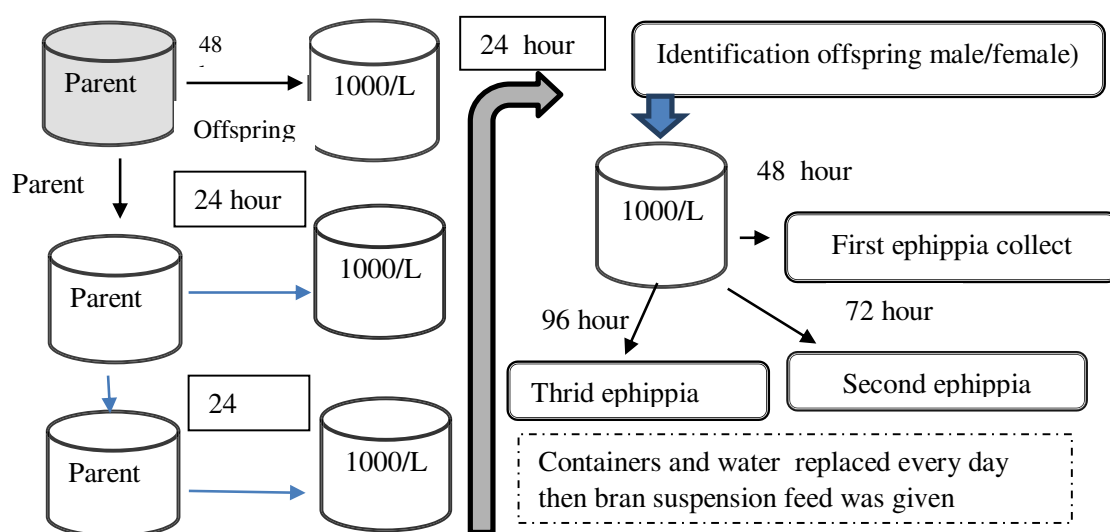 Parent
48
Offspring
1000/L
Parent
24 hour
Parent
1000/L
24
Parent
1000/L
24 hour
Identification offspring male/female)
1000/L
48 hour
First ephippia collect
72 hour
Second ephippia
96 hour
Thrid ephippia
Containers and water replaced every day
then bran suspension feed was given